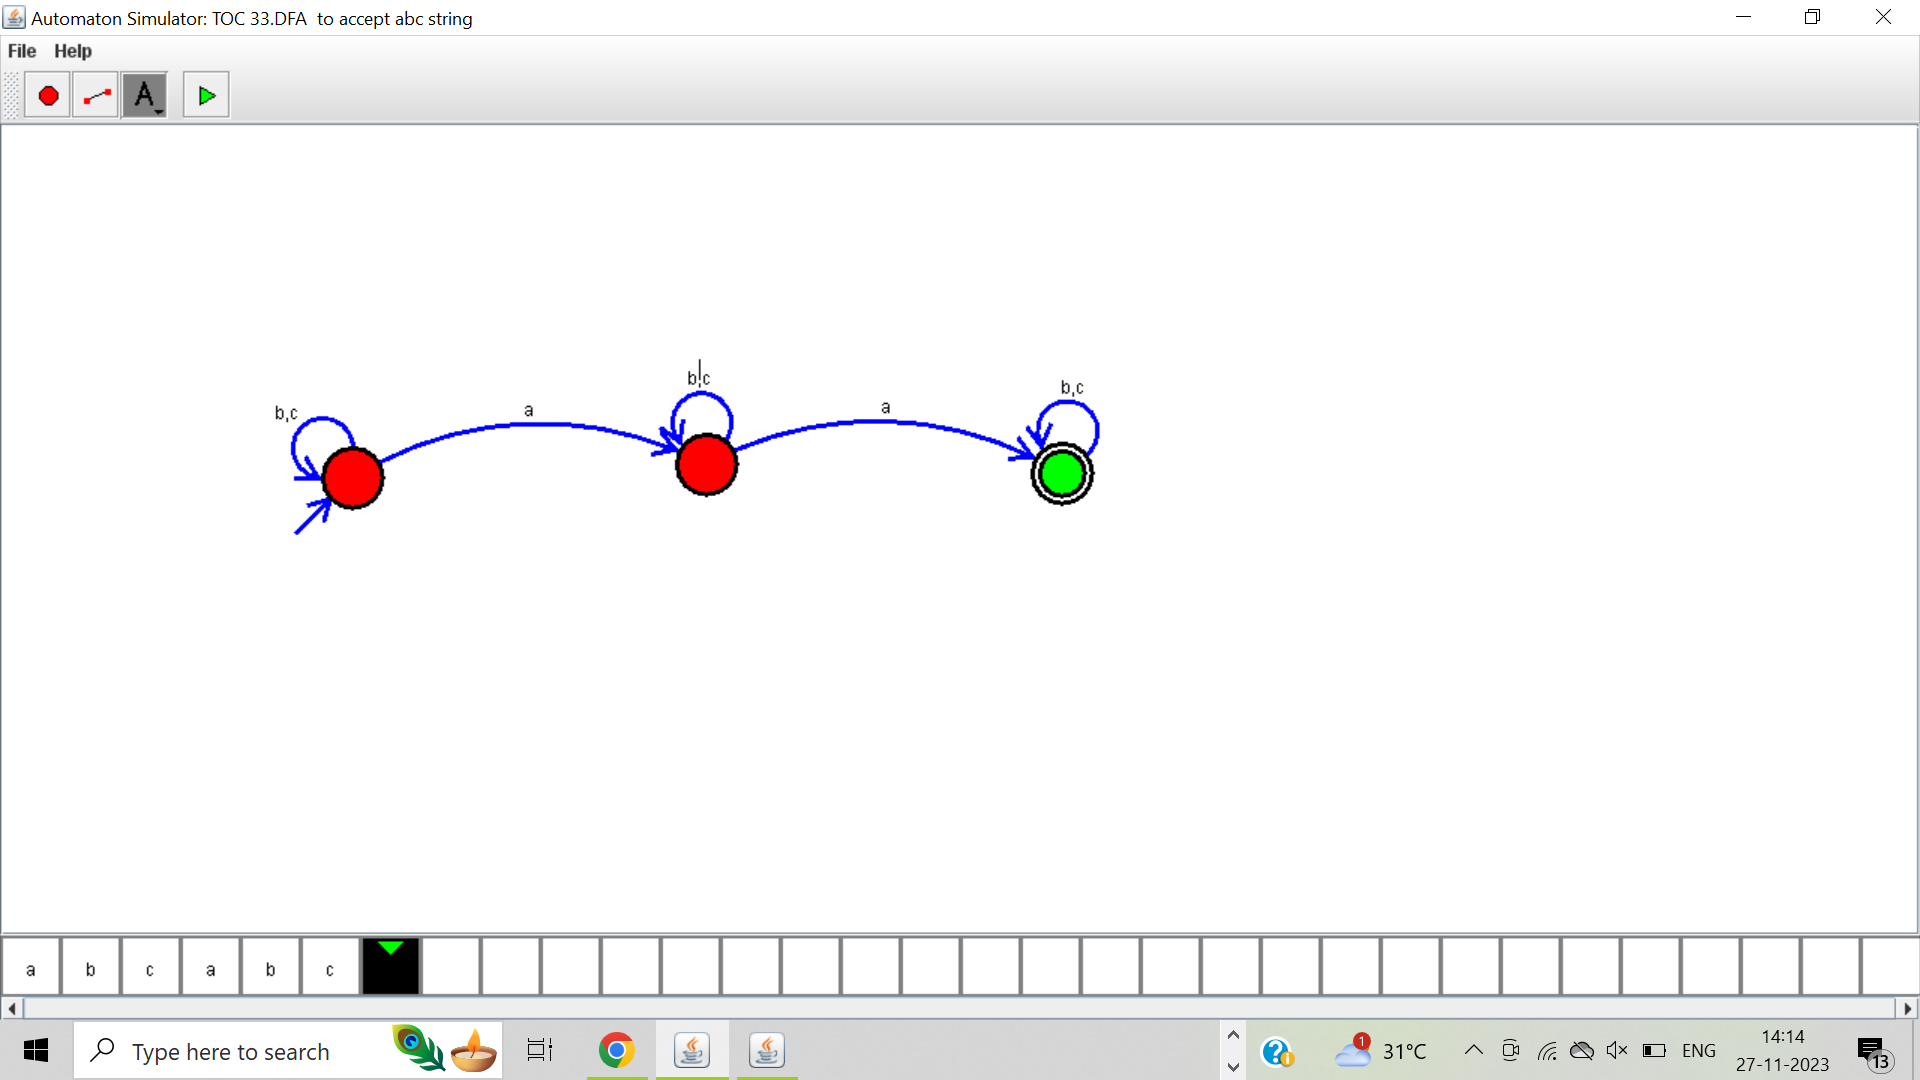 Automaton Simulator: TOC 33.DFA  to accept abc string
File Help
A
b,c
b,c
b,c
a
a
a b c a b c
Type here to search
1
31°C
ENG
14:14
27-11-2023
13